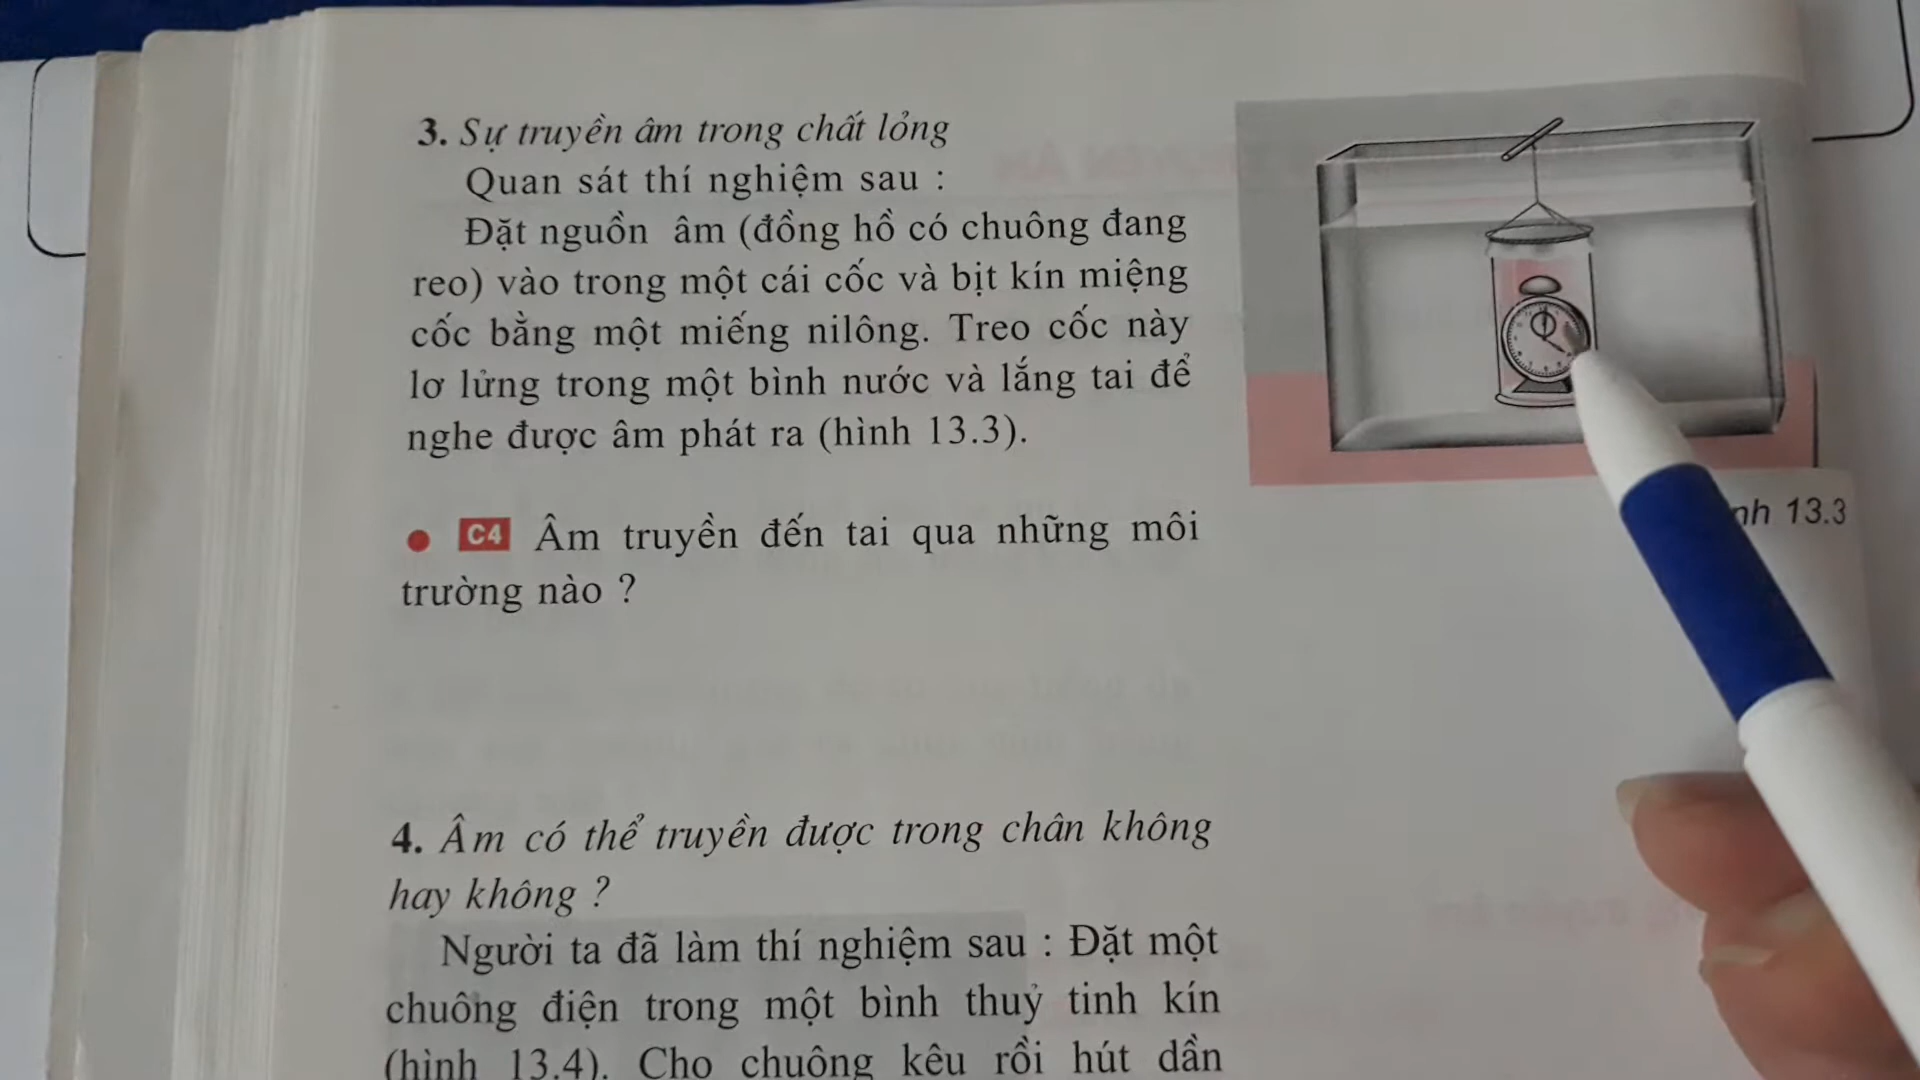 3. Sự truyền âm trong chất lỏng
Quan sát thí nghiệm sau :
Đặt nguồn âm (đồng hồ có chuông đang
reo) vào trong một cái cốc và bịt kín miệng
cốc bằng một miếng nilông. Treo cốc này
lơ lửng trong một bình nước và lắng tai để
nghe được âm phát ra (hình 13.3).
nh 13.3
C4 Âm truyền đến tai qua những môi
trường nào ?
4. Âm có thể truyền được trong chân không
hay không ?
Người ta đã làm thí nghiệm sau : Đặt một
chuông điện trong một bình thuỷ tinh kín
(hình 13.4). Cho chuông kêu rồi hút dần